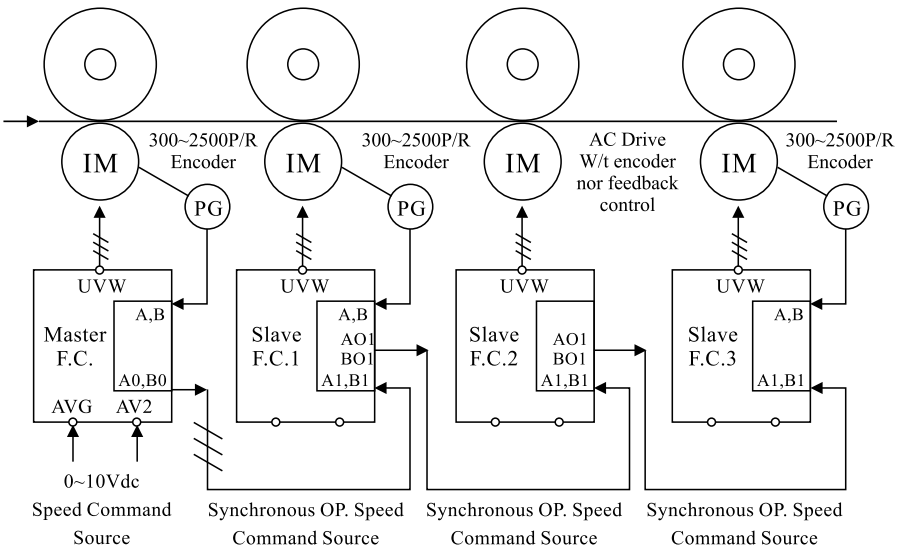 300~2500P/R
Encoder
300~2500P/R
Encoder
AC Drive
W/t encoder
nor feedback
control
300~2500P/R
Encoder
IM
IM
IM
IM
PG
PG
PG
UVW
A,B
Master
F.C.
A0,B0
AVG
AV2
0~10Vdc
Speed Command
Source
UVW
A,B
Slave
F.C.1
AO1
BO1
A1,B1
Synchronous OP. Speed
Command Source
UVW
Slave
F.C.2
AO1
BO1
A1,B1
Synchronous OP. Speed
Command Source
UVW
A,B
Slave
F.C.3
A1,B1
Synchronous OP. Speed
Command Source